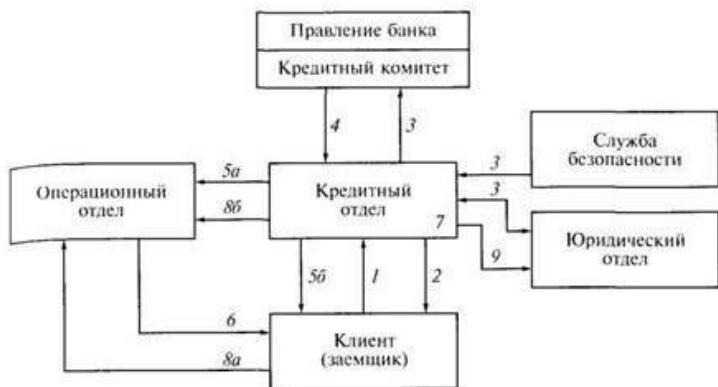 Правление банка
Кредитный комитет
4
3
Служба
безопасности
3
5а
Операционный
отдел
Кредитный
отдел
3
8б
7
Юридический
отдел
9
5б
1
2
6
Клиент
(заемщик)
8а